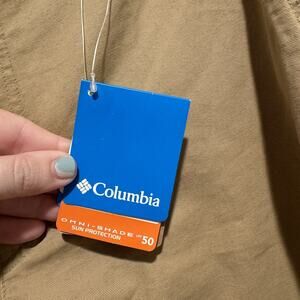 Columbia
OMNI-SHADE UPF 50
SUN PROTECTION